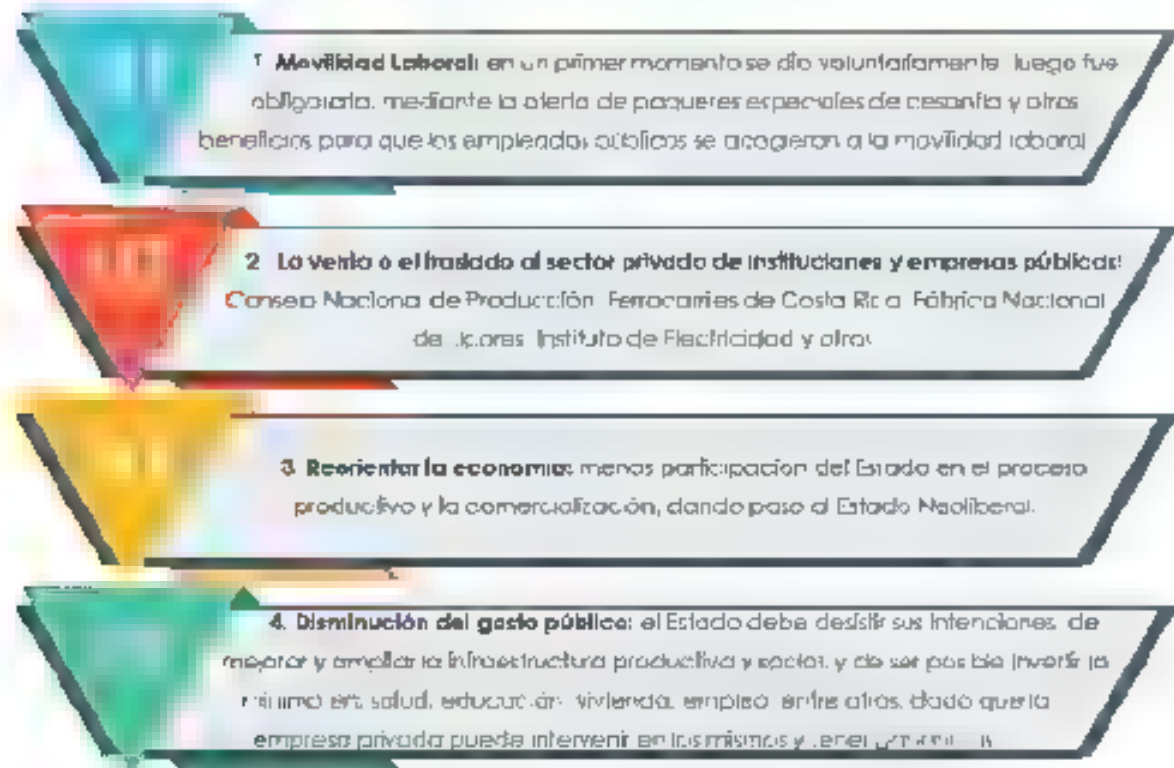 1. Movilidad Laboral: en un primer momento se dio voluntariamente, luego fue
obligatoria, mediante la oferta de paquetes especiales de cesantía y otros
beneficios para que los empleados públicos se acogieran a la movilidad laboral
2. La venta o el traslado al sector privado de instituciones y empresas públicas:
Consejo Nacional de Producción, Ferrocarriles de Costa Rica, Fábrica Nacional
de Licores, Instituto de Electricidad y otras
3. Reorientar la economía: menos participación del Estado en el proceso
productivo y la comercialización, dando paso al Estado Neoliberal.
4. Disminución del gasto público: el Estado debe desistir sus intenciones de
mejorar y ampliar la infraestructura productiva y social, y de ser posible invertir lo
mínimo en: salud, educación, vivienda, empleo, entre otros, dado que la
empresa privada puede intervenir en los mismos y tener